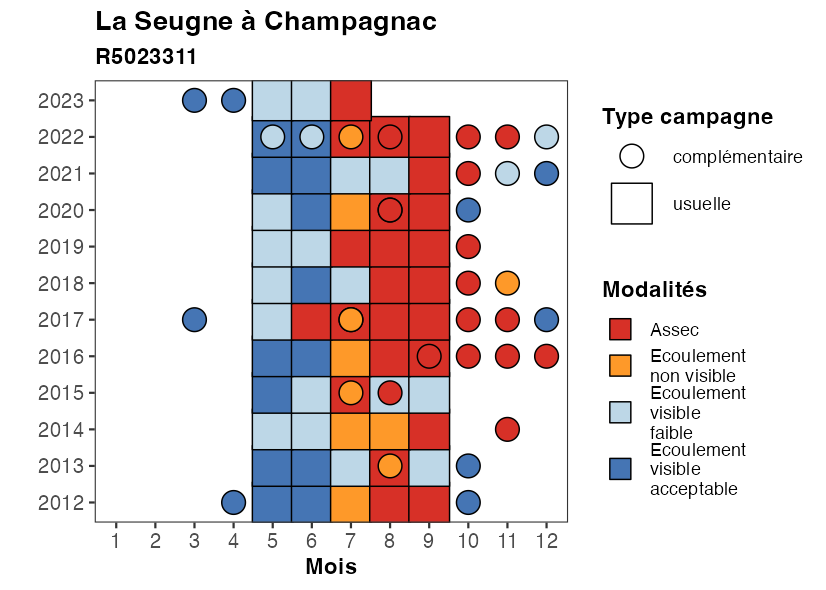 La Seugne à Champagnac
R5023311
2023
2022
2021
2020
2019
2018
2017
2016
2015
2014
2013
2012
1 2 3 4 5 6 7 8 9 10 11 12
Mois
Type campagne
complémentaire
usuelle
Modalités
Assec
Ecoulement
non visible
Ecoulement
visible
faible
Ecoulement
visible
acceptable